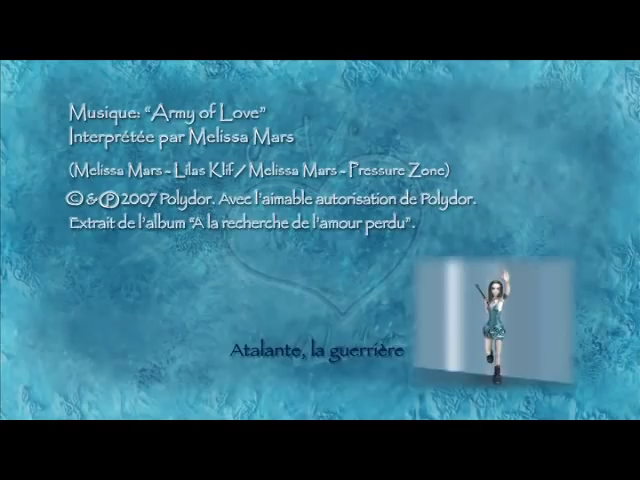 Musique: “Army of Love”
Interprétée par Melissa Mars
(Melissa Mars - Lilas Klif / Melissa Mars - Pressure Zone)
© & ℗ 2007 Polydor. Avec l'aimable autorisation de Polydor.
Extrait de l'album “A la recherche de l'amour perdu”.
Atalante, la guerrière